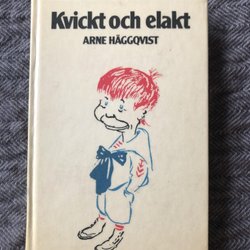 Kvickt och elakt
ARNE HÄGGQVIST